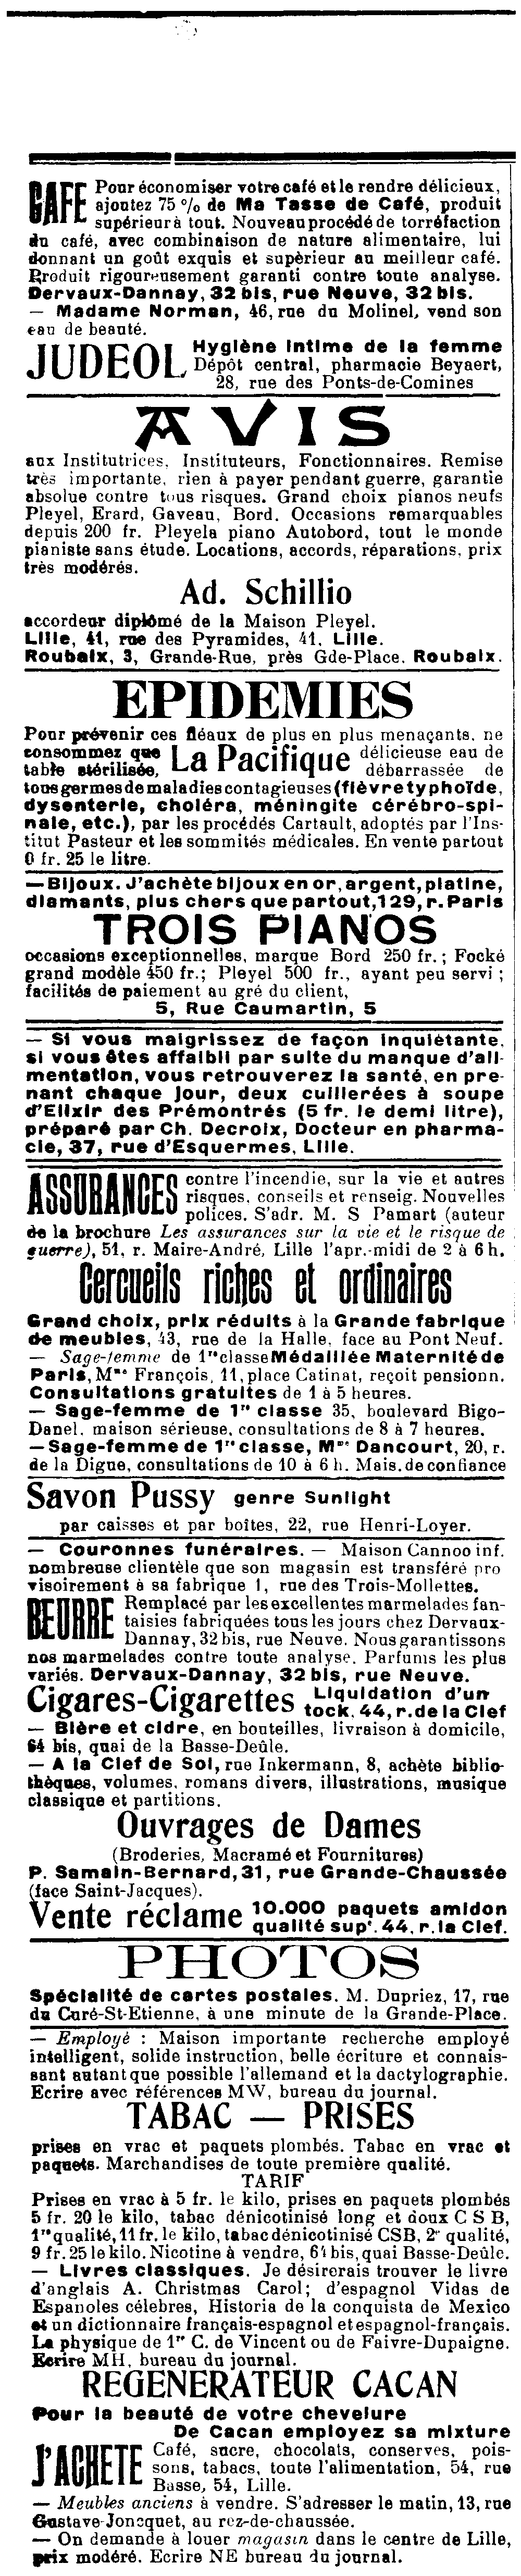 CAFE Pour économiser votre café et le rendre délicieux,
ajoutez 75 % de Ma Tasse de Café, produit
supérieur à tout. Nouveau procédé de torréfaction
du café, avec combinaison de nature alimentaire, lui
donnant un goût exquis et supérieur au meilleur café.
Produit rigoureusement garanti contre toute analyse.
Dervaux-Dannay, 32 bis, rue Neuve, 32 bis.
— Madame Norman, 46, rue du Molinel, vend son
eau de beauté.
JUDEOL Hygiène intime de la femme
Dépôt central, pharmacie Beyaert,
28, rue des Ponts-de-Comines
AVIS
aux Institutrices, Instituteurs, Fonctionnaires. Remise
très importante, rien à payer pendant guerre, garantie
absolue contre tous risques. Grand choix pianos neufs
Pleyel, Erard, Gaveau, Bord. Occasions remarquables
depuis 200 fr. Pleyela piano Autobord, tout le monde
pianiste sans étude. Locations, accords, réparations, prix
très modérés.
Ad. Schillio
accordeur diplômé de la Maison Pleyel.
Lille, 41, rue des Pyramides, 41, Lille.
Roubaix, 3, Grande-Rue, près Gde-Place. Roubaix.
EPIDEMIES
Pour prévenir ces fléaux de plus en plus menaçants, ne
consommez que La Pacifique délicieuse eau de
table stérilisée, débarrassée de
tous germes de maladies contagieuses (fièvre typhoïde,
dysenterie, choléra, méningite cérébro-spi-
nale, etc.), par les procédés Cartault, adoptés par l'Ins-
titut Pasteur et les sommités médicales. En vente partout
0 fr. 25 le litre.
— Bijoux. J'achète bijoux en or, argent, platine,
diamants, plus chers que partout, 129, r. Paris
TROIS PIANOS
occasions exceptionnelles, marque Bord 250 fr. ; Focké
grand modèle 450 fr.; Pleyel 500 fr., ayant peu servi ;
facilités de paiement au gré du client,
5, Rue Caumartin, 5
— Si vous maigrissez de façon inquiétante,
si vous êtes affaibli par suite du manque d'ali-
mentation, vous retrouverez la santé, en pre-
nant chaque jour, deux cuillerées à soupe
d'Elixir des Prémontrés (5 fr. le demi litre),
préparé par Ch. Decroix, Docteur en pharma-
cie, 37, rue d'Esquermes, Lille.
ASSURANCES contre l'incendie, sur la vie et autres
risques, conseils et renseig. Nouvelles
polices. S'adr. M. S Pamart (auteur
de la brochure Les assurances sur la vie et le risque de
guerre), 51, r. Maire-André, Lille l'apr.-midi de 2 à 6 h.
Cercueils riches et ordinaires
Grand choix, prix réduits à la Grande fabrique
de meubles, 43, rue de la Halle, face au Pont Neuf.
— Sage-femme de 1re classe Médaillée Maternité de
Paris, Mme François, 11, place Catinat, reçoit pensionn.
Consultations gratuites de 1 à 5 heures.
— Sage-femme de 1re classe 35, boulevard Bigo-
Danel, maison sérieuse, consultations de 8 à 7 heures.
— Sage-femme de 1re classe, Mme Dancourt, 20, r.
de la Digue, consultations de 10 à 6 h. Mais. de confiance
Savon Pussy genre Sunlight
par caisses et par boîtes, 22, rue Henri-Loyer.
— Couronnes funéraires. — Maison Cannoo inf.
nombreuse clientèle que son magasin est transféré pro
visoirement à sa fabrique 1, rue des Trois-Mollettes.
BEURRE Remplacé par les excellentes marmelades fan-
taisies fabriquées tous les jours chez Dervaux-
Dannay, 32 bis, rue Neuve. Nous garantissons
nos marmelades contre toute analyse. Parfums les plus
variés. Dervaux-Dannay, 32 bis, rue Neuve.
Cigares-Cigarettes Liquidation d'un
tock, 44, r. de la Clef
— Bière et cidre, en bouteilles, livraison à domicile,
64 bis, quai de la Basse-Deûle.
— A la Clef de Sol, rue Inkermann, 8, achète biblio-
thèques, volumes, romans divers, illustrations, musique
classique et partitions.
Ouvrages de Dames
(Broderies, Macramé et Fournitures)
P. Samain-Bernard, 31, rue Grande-Chaussée
(face Saint-Jacques).
Vente réclame 10.000 paquets amidon
qualité supr. 44, r. la Clef.
PHOTOS
Spécialité de cartes postales. M. Dupriez, 17, rue
du Curé-St-Etienne, à une minute de la Grande-Place.
— Employé : Maison importante recherche employé
intelligent, solide instruction, belle écriture et connais-
sant autant que possible l'allemand et la dactylographie.
Ecrire avec références MW, bureau du journal.
TABAC — PRISES
prises en vrac et paquets plombés. Tabac en vrac et
paquets. Marchandises de toute première qualité.
TARIF
Prises en vrac à 5 fr. le kilo, prises en paquets plombés
5 fr. 20 le kilo, tabac dénicotinisé long et doux C S B,
1re qualité, 11 fr. le kilo, tabac dénicotinisé CSB, 2e qualité,
9 fr. 25 le kilo. Nicotine à vendre, 64 bis, quai Basse-Deûle.
— Livres classiques. Je désirerais trouver le livre
d'anglais A. Christmas Carol; d'espagnol Vidas de
Espanoles célebres, Historia de la conquista de Mexico
et un dictionnaire français-espagnol et espagnol-français.
La physique de 1re C. de Vincent ou de Faivre-Dupaigne.
Ecrire MH, bureau du journal.
REGENERATEUR CACAN
Pour la beauté de votre chevelure
De Cacan employez sa mixture
J'ACHETE Café, sucre, chocolats, conserves, pois-
sons, tabacs, toute l'alimentation, 54, rue
Basse, 54, Lille.
— Meubles anciens à vendre. S'adresser le matin, 13, rue
Gustave-Joncquet, au rez-de-chaussée.
— On demande à louer magasin dans le centre de Lille,
prix modéré. Ecrire NE bureau du journal.